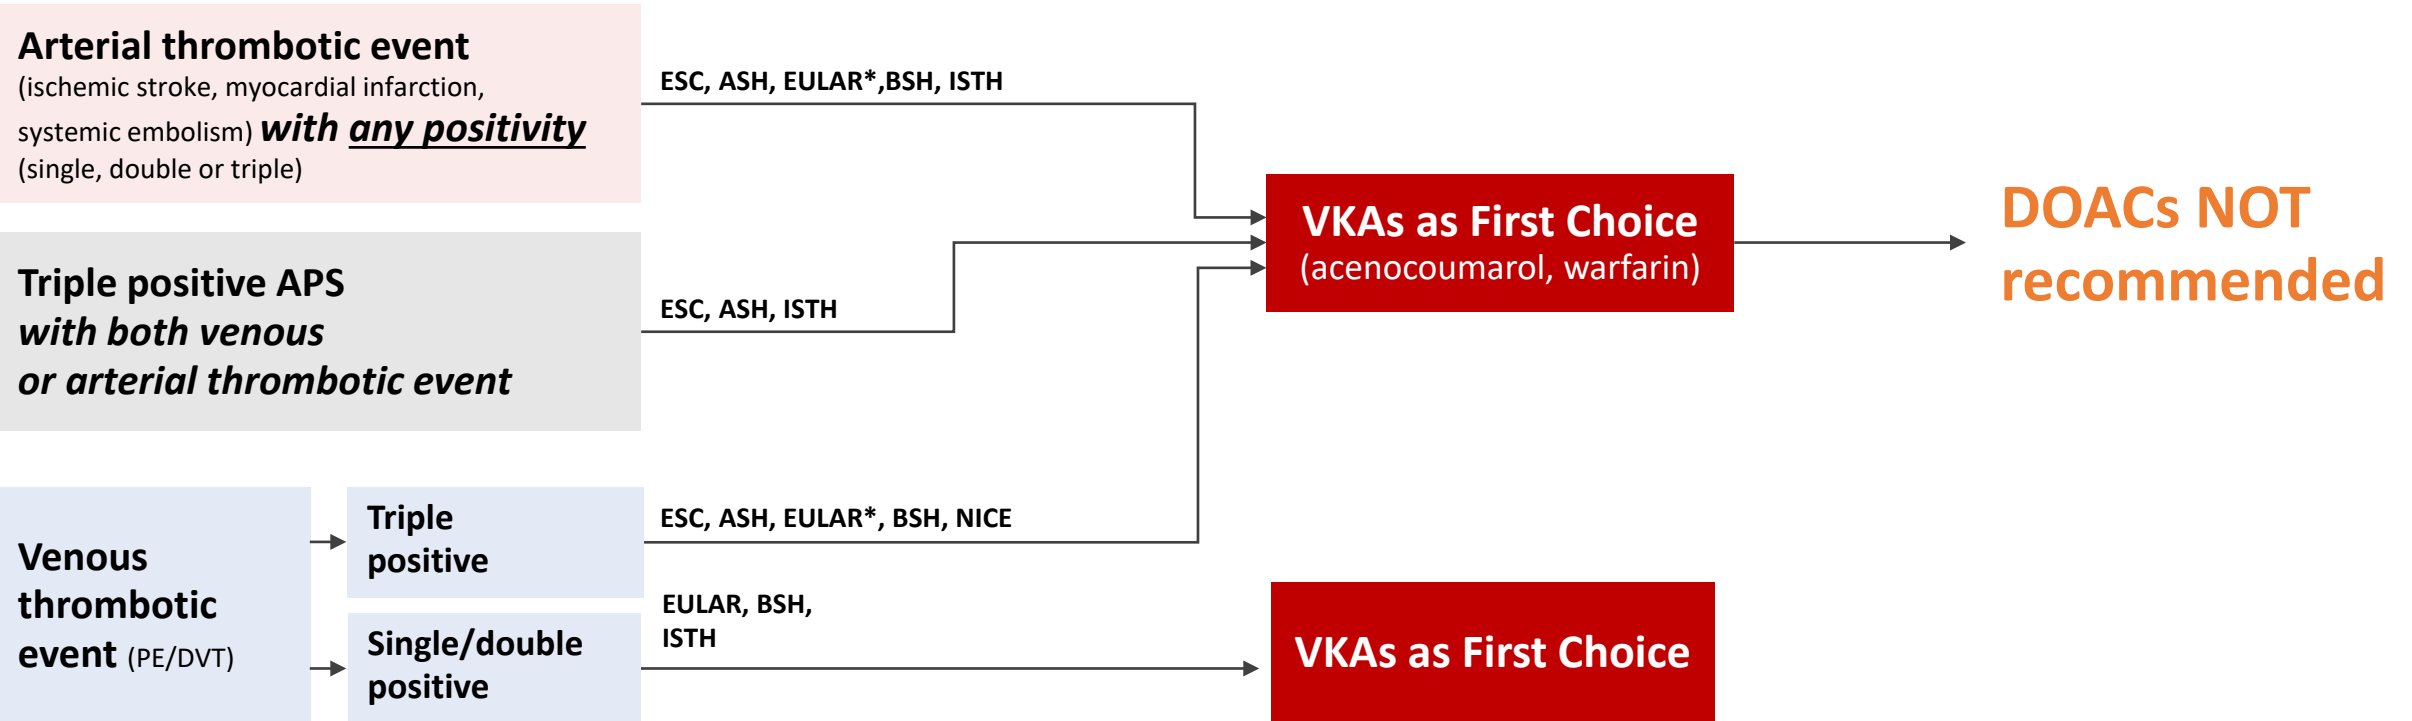 Arterial thrombotic event
(ischemic stroke, myocardial infarction,
systemic embolism) with any positivity
(single, double or triple)
ESC, ASH, EULAR*,BSH, ISTH
Triple positive APS
with both venous
or arterial thrombotic event
ESC, ASH, ISTH
VKAs as First Choice
(acenocoumarol, warfarin)
DOACs NOT
recommended
Venous
thrombotic
event (PE/DVT)
Triple
positive
ESC, ASH, EULAR*, BSH, NICE
Single/double
positive
EULAR, BSH,
ISTH
VKAs as First Choice